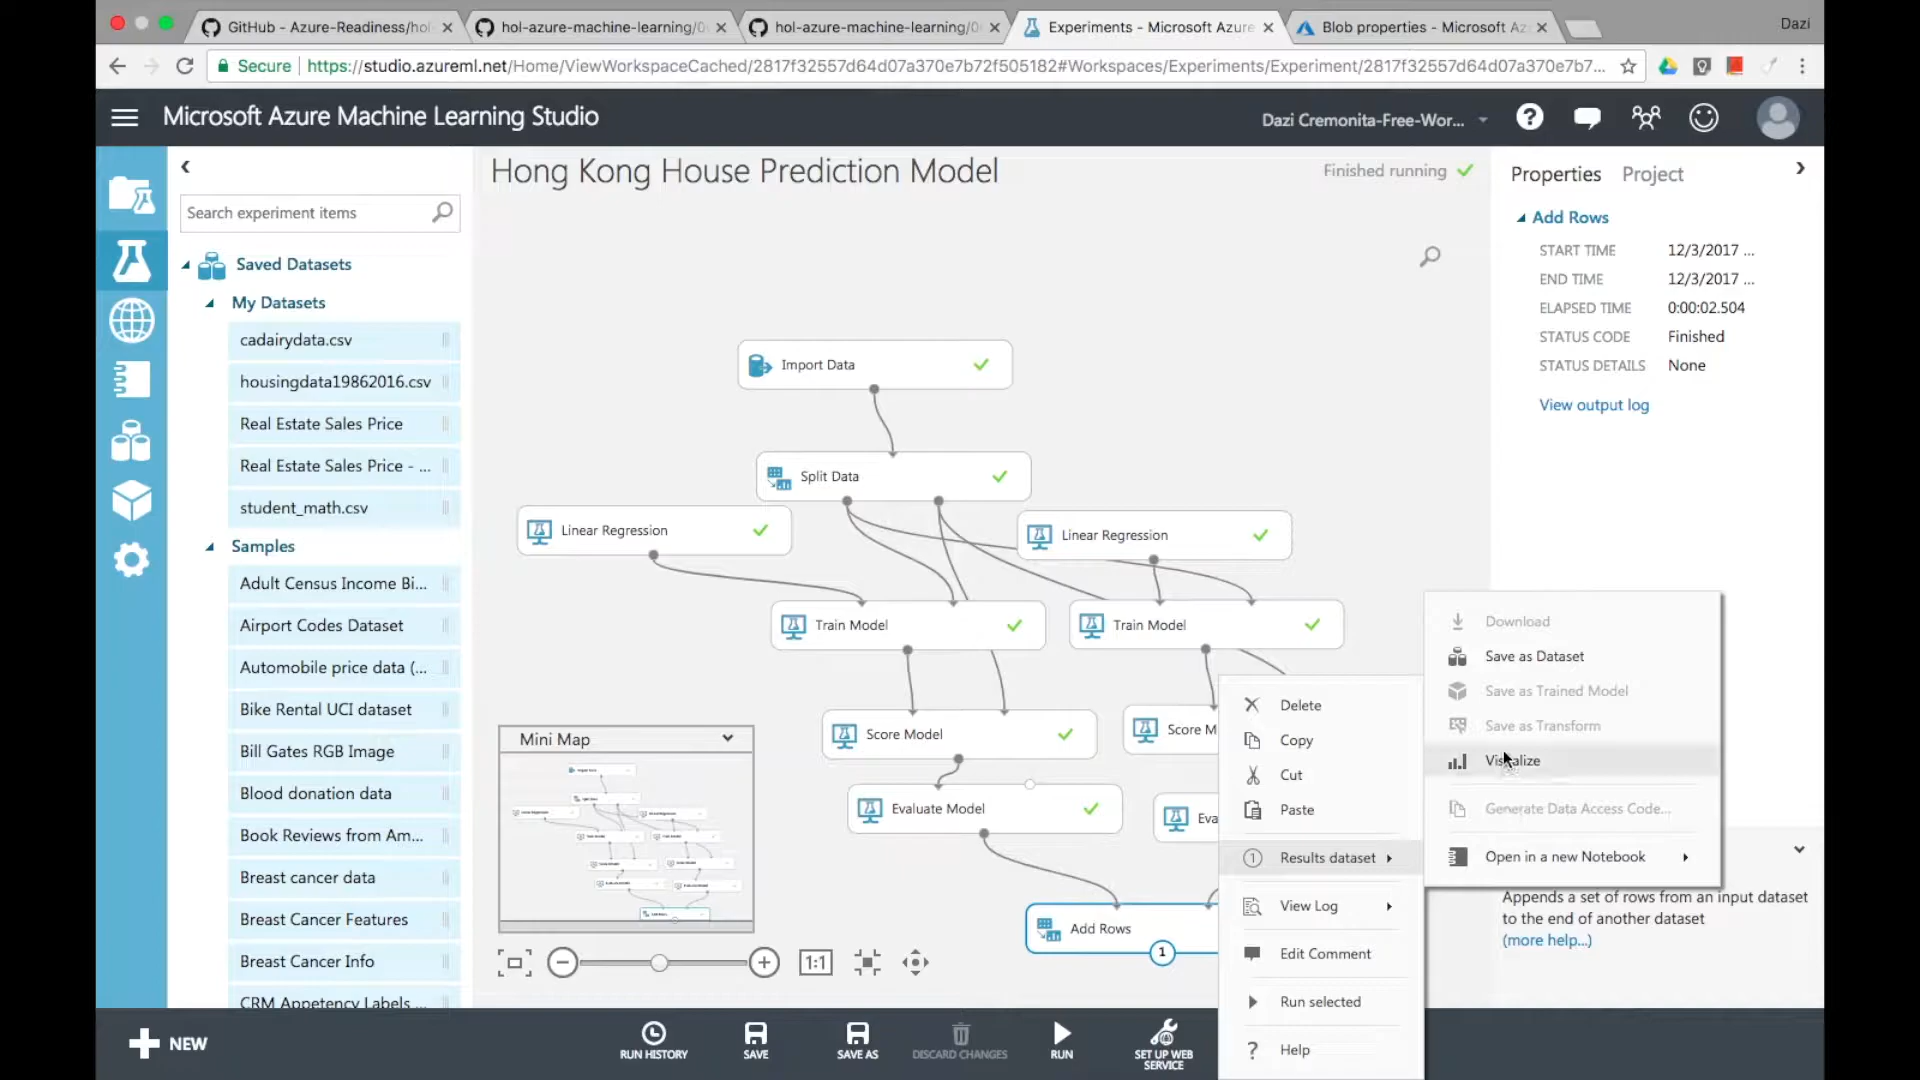 GitHub - Azure-Readiness/hol-
hol-azure-machine-learning/0
hol-azure-machine-learning/0
Experiments - Microsoft Azure
Blob properties - Microsoft Az
Dazi
Secure
https://studio.azureml.net/Home/ViewWorkspaceCached/2817f32557d64d07a370e7b72f505182#Workspaces/Experiments/Experiment/2817f32557d64d07a370e7b7...
Microsoft Azure Machine Learning Studio
Dazi Cremonita-Free-Wor...
Search experiment items
Saved Datasets
My Datasets
cadairydata.csv
housingdata19862016.csv
Real Estate Sales Price
Real Estate Sales Price - ...
student_math.csv
Samples
Adult Census Income Bi...
Airport Codes Dataset
Automobile price data (...
Bike Rental UCI dataset
Bill Gates RGB Image
Blood donation data
Book Reviews from Am...
Breast cancer data
Breast Cancer Features
Breast Cancer Info
CRM Appetency Labels ...
Hong Kong House Prediction Model
Finished running
Import Data
Split Data
Linear Regression
Linear Regression
Train Model
Train Model
Score Model
Score M
Evaluate Model
Eva
Add Rows
1
Mini Map
1:1
Delete
Copy
Cut
Paste
1 Results dataset
View Log
Edit Comment
Run selected
? Help
Download
Save as Dataset
Save as Trained Model
Save as Transform
Visualize
Generate Data Access Code...
Open in a new Notebook
Properties Project
Add Rows
START TIME 12/3/2017 ...
END TIME 12/3/2017 ...
ELAPSED TIME 0:00:02.504
STATUS CODE Finished
STATUS DETAILS None
View output log
Appends a set of rows from an input dataset
to the end of another dataset
(more help...)
NEW
RUN HISTORY
SAVE
SAVE AS
DISCARD CHANGES
RUN
SET UP WEB
SERVICE